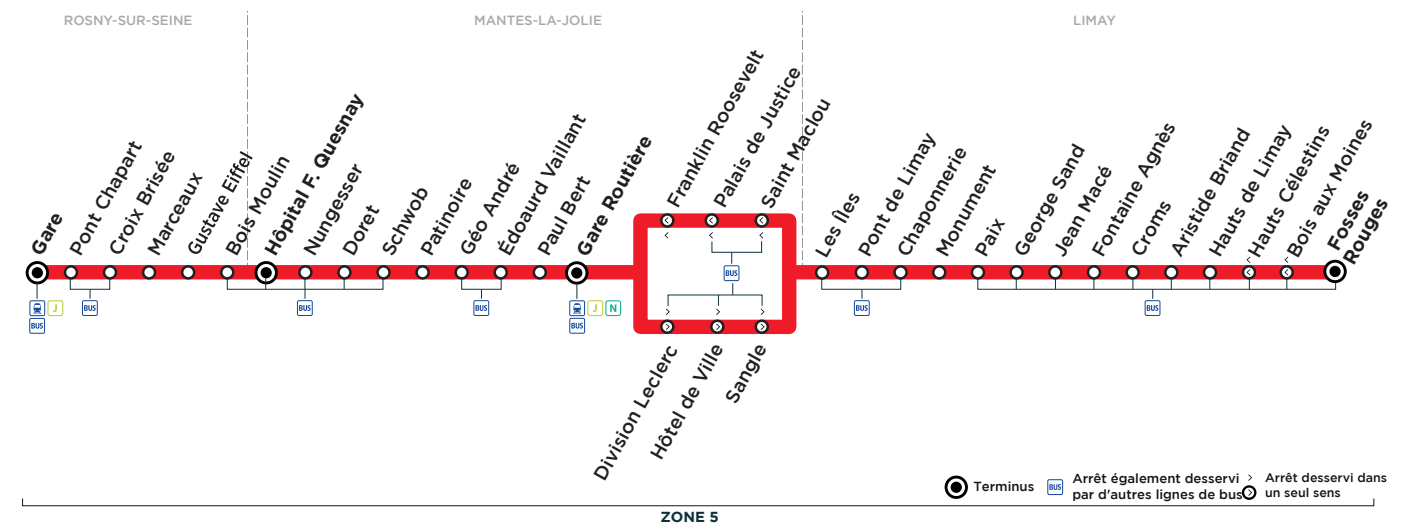 ROSNY-SUR-SEINE
MANTES-LA-JOLIE
LIMAY
Gare
Pont Chapart
Croix Brisée
Marceaux
Gustave Eiffel
Bois Moulin
Hôpital F. Quesnay
Nungesser
Doret
Schwob
Patinoire
Géo André
Édoaurd Vaillant
Paul Bert
Gare Routière
Franklin Roosevelt
Palais de Justice
Saint Maclou
Division Leclerc
Hôtel de Ville
Sangle
Les Îles
Pont de Limay
Chaponnerie
Monument
Paix
George Sand
Jean Macé
Fontaine Agnès
Croms
Aristide Briand
Hauts de Limay
Hauts Célestins
Bois aux Moines
Fosses
Rouges
BUS
J
BUS
BUS
BUS
BUS
J
N
BUS
BUS
BUS
BUS
Terminus
BUS
Arrêt également desservi
par d'autres lignes de bus
Arrêt desservi dans
un seul sens
ZONE 5